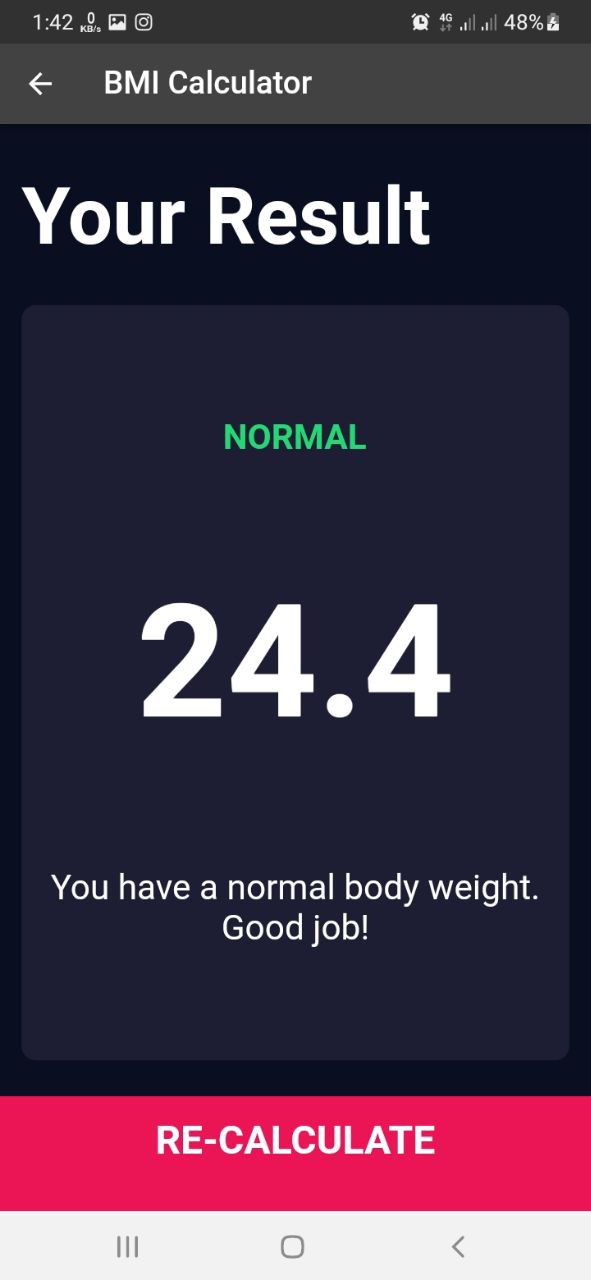 1:42 0 KB/s 4G 48%
BMI Calculator
Your Result
NORMAL
24.4
You have a normal body weight.
Good job!
RE-CALCULATE